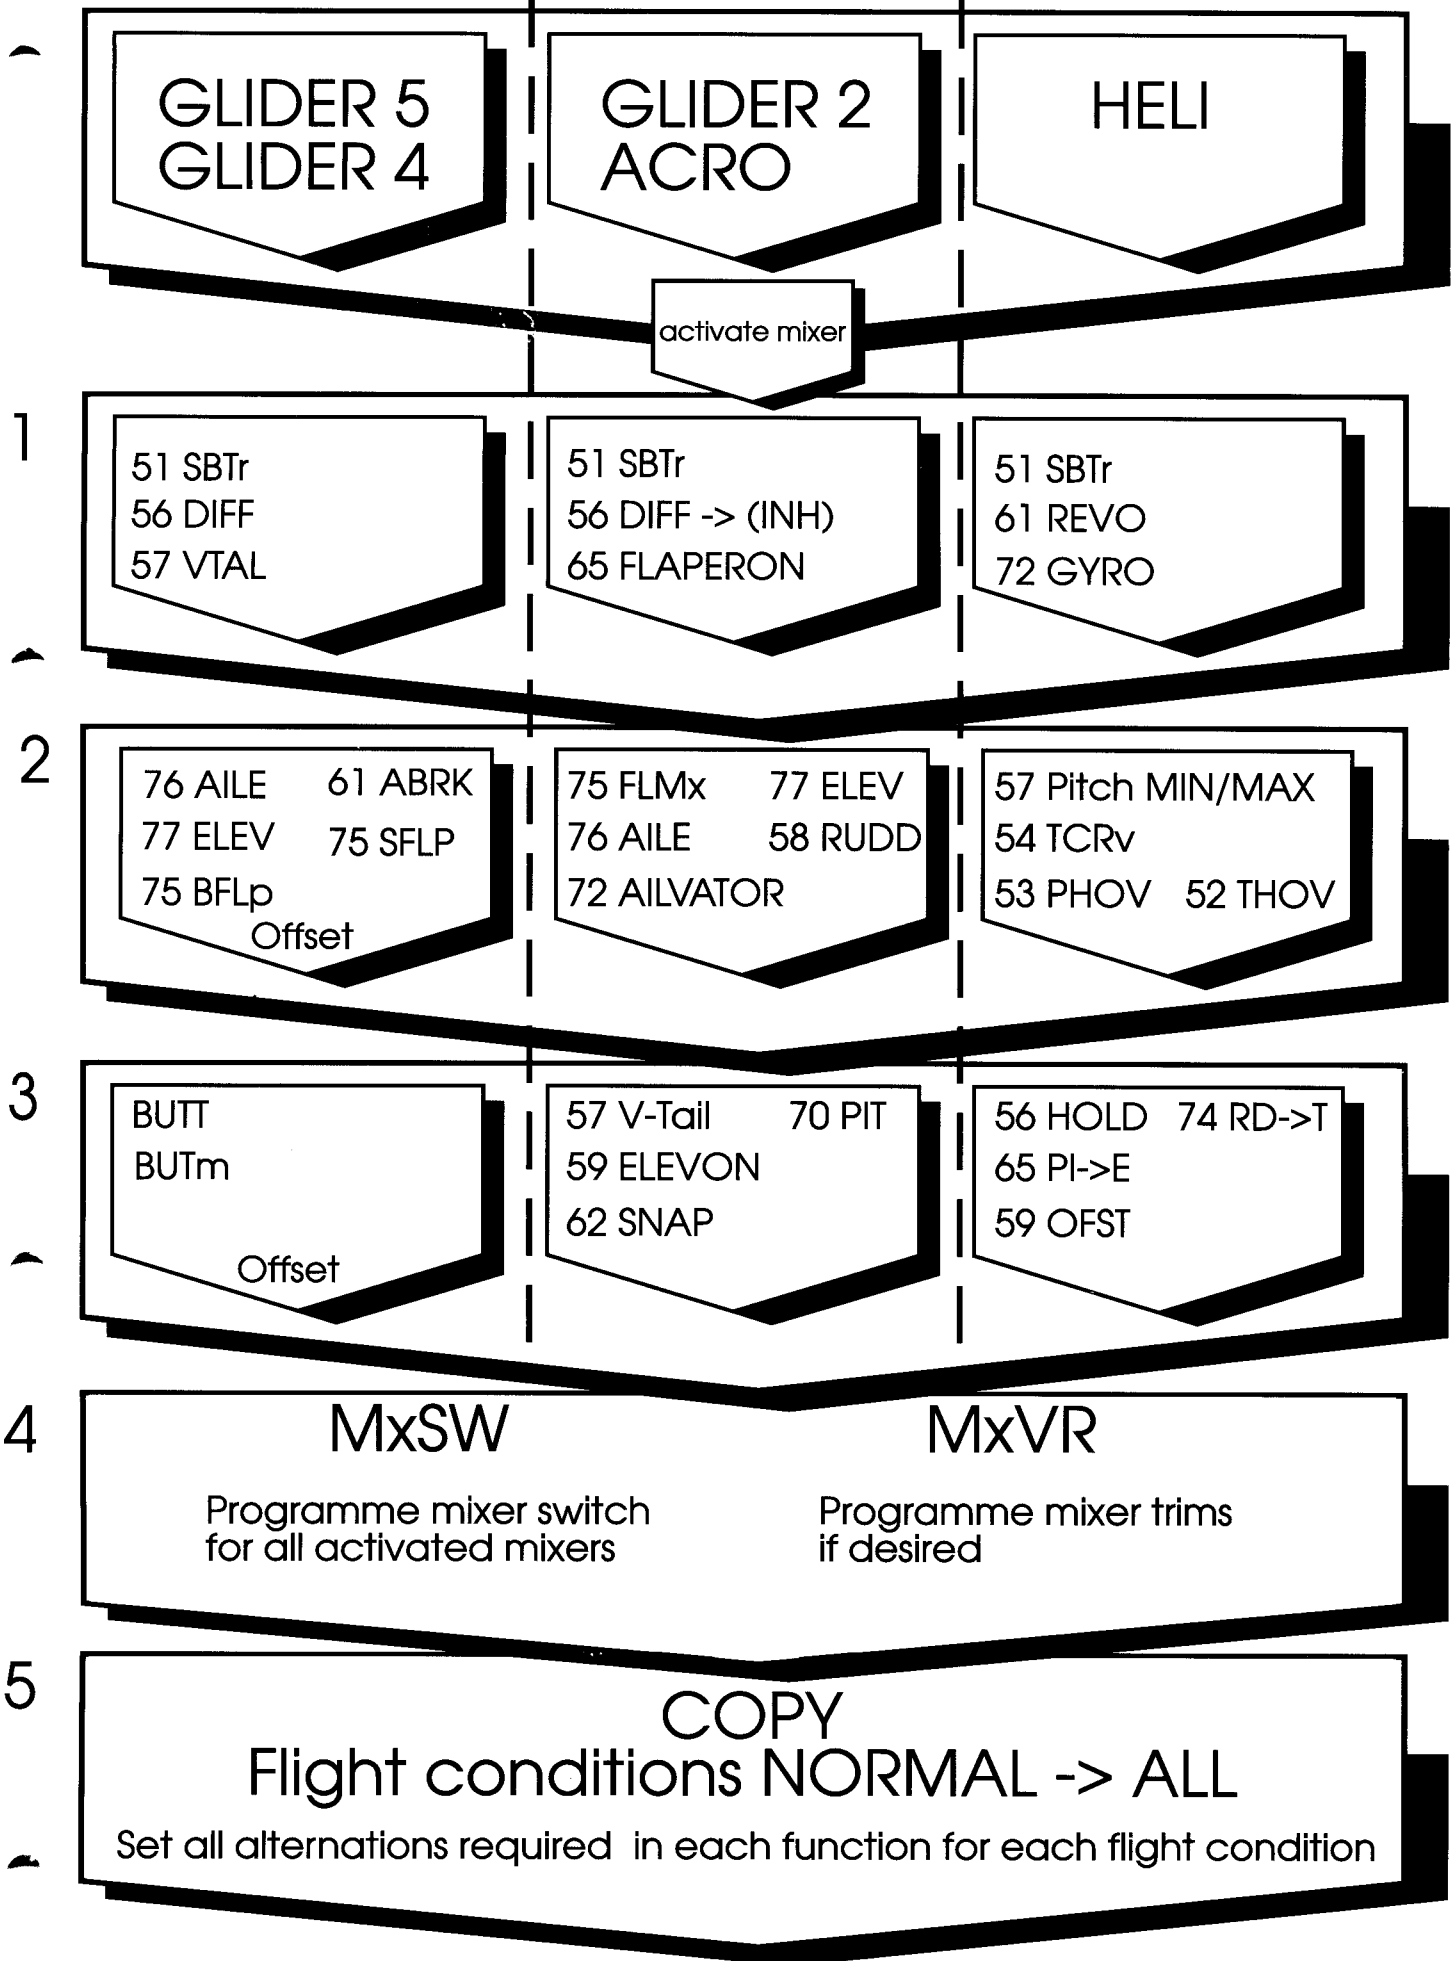 GLIDER 5
GLIDER 4
GLIDER 2
ACRO
HELI
activate mixer
1
51 SBTr
56 DIFF
57 VTAL
51 SBTr
56 DIFF -> (INH)
65 FLAPERON
51 SBTr
61 REVO
72 GYRO
2
76 AILE 61 ABRK
77 ELEV 75 SFLP
75 BFLp
Offset
75 FLMx 77 ELEV
76 AILE 58 RUDD
72 AILVATOR
57 Pitch MIN/MAX
54 TCRv
53 PHOV 52 THOV
3
BUTT
BUTm
Offset
57 V-Tail 70 PIT
59 ELEVON
62 SNAP
56 HOLD 74 RD->T
65 PI->E
59 OFST
4
MxSW
Programme mixer switch
for all activated mixers
MxVR
Programme mixer trims
if desired
5
COPY
Flight conditions NORMAL -> ALL
Set all alternations required in each function for each flight condition